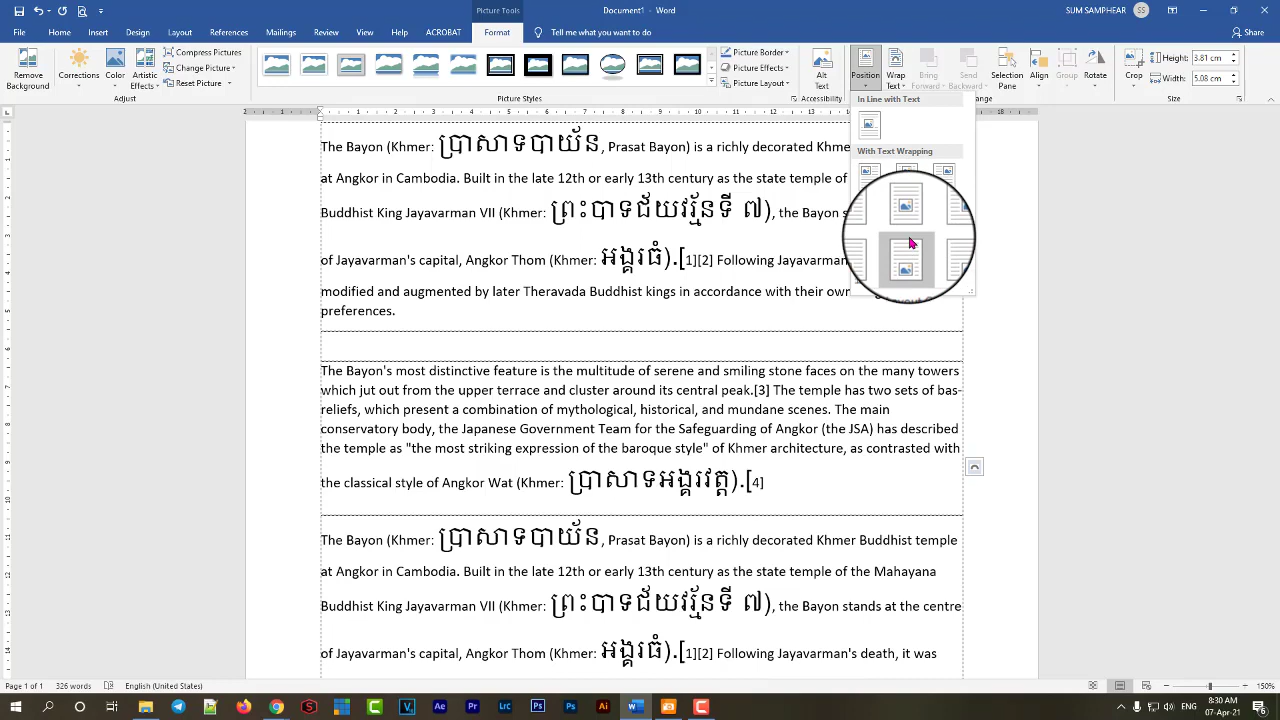 Picture Tools
Document1 - Word
SUM SAMPHEAR
SS
File
Home
Insert
Design
Layout
References
Mailings
Review
View
Help
ACROBAT
Format
Tell me what you want to do
Share
Remove Background
Corrections
Color
Artistic Effects
Compress Pictures
Change Picture
Reset Picture
Picture Border
Picture Effects
Picture Layout
Alt Text
Position
Wrap Text
Bring Forward
Send Backward
Selection Pane
Align
Group
Rotate
Crop
Height: 3.81 cm
Width: 5.08 cm
Adjust
Picture Styles
Accessibility
In Line with Text
With Text Wrapping
The Bayon (Khmer: ប្រាសាទបាយ័ន, Prasat Bayon) is a richly decorated Khme
at Angkor in Cambodia. Built in the late 12th or early 13th century as the state temple of
Buddhist King Jayavarman VII (Khmer: ព្រះបាទជ័យវរ្ម័នទី ៧), the Bayon s
of Jayavarman's capital, Angkor Thom (Khmer: អង្គរធំ).[1][2] Following Jayavarman
modified and augmented by later Theravada Buddhist kings in accordance with their own
preferences.
The Bayon's most distinctive feature is the multitude of serene and smiling stone faces on the many towers
which jut out from the upper terrace and cluster around its central peak.[3] The temple has two sets of bas-
reliefs, which present a combination of mythological, historical, and mundane scenes. The main
conservatory body, the Japanese Government Team for the Safeguarding of Angkor (the JSA) has described
the temple as "the most striking expression of the baroque style" of Khmer architecture, as contrasted with
the classical style of Angkor Wat (Khmer: ប្រាសាទអង្គរវត្ត).[4]
The Bayon (Khmer: ប្រាសាទបាយ័ន, Prasat Bayon) is a richly decorated Khmer Buddhist temple
at Angkor in Cambodia. Built in the late 12th or early 13th century as the state temple of the Mahayana
Buddhist King Jayavarman VII (Khmer: ព្រះបាទជ័យវរ្ម័នទី ៧), the Bayon stands at the centre
of Jayavarman's capital, Angkor Thom (Khmer: អង្គរធំ).[1][2] Following Jayavarman's death, it was
Page 1 of 1
326 words
English (United States)
150%
8:30 AM
07-Apr-21